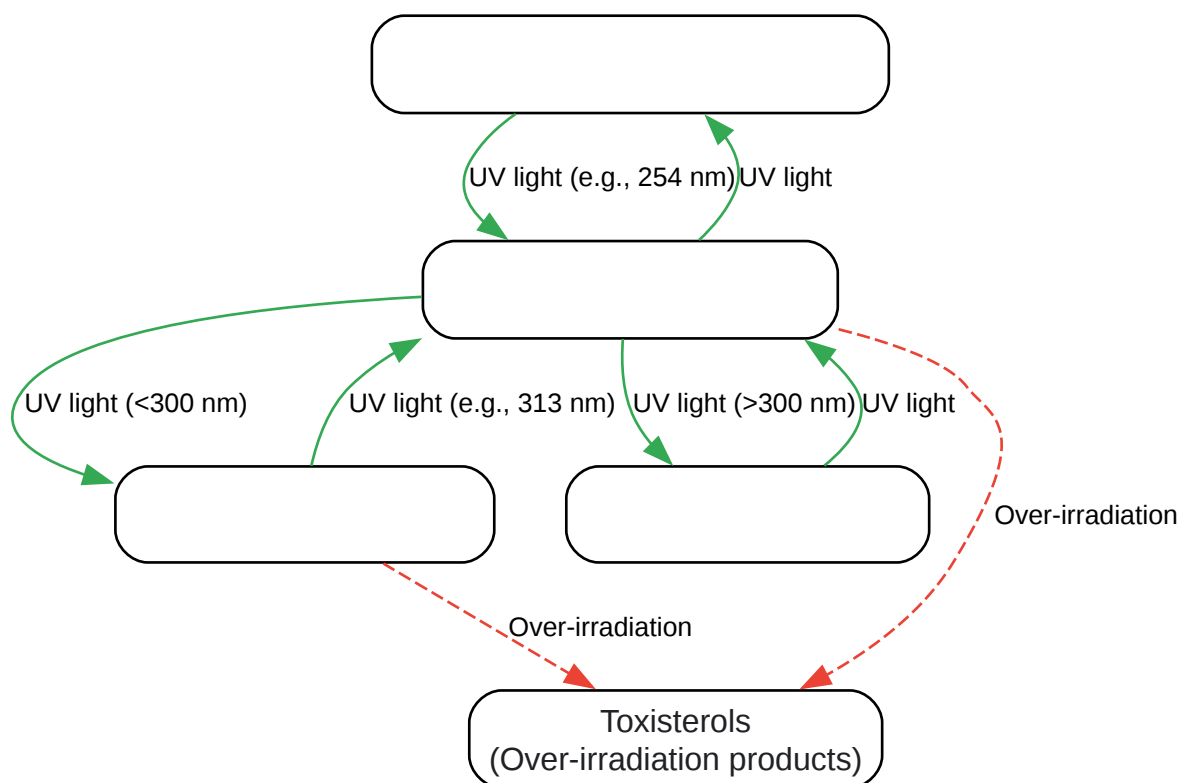 UV light (e.g., 254 nm)
UV light
UV light (<300 nm)
UV light (e.g., 313 nm)
UV light (>300 nm)
UV light
Over-irradiation
Over-irradiation
Toxisterols
(Over-irradiation products)